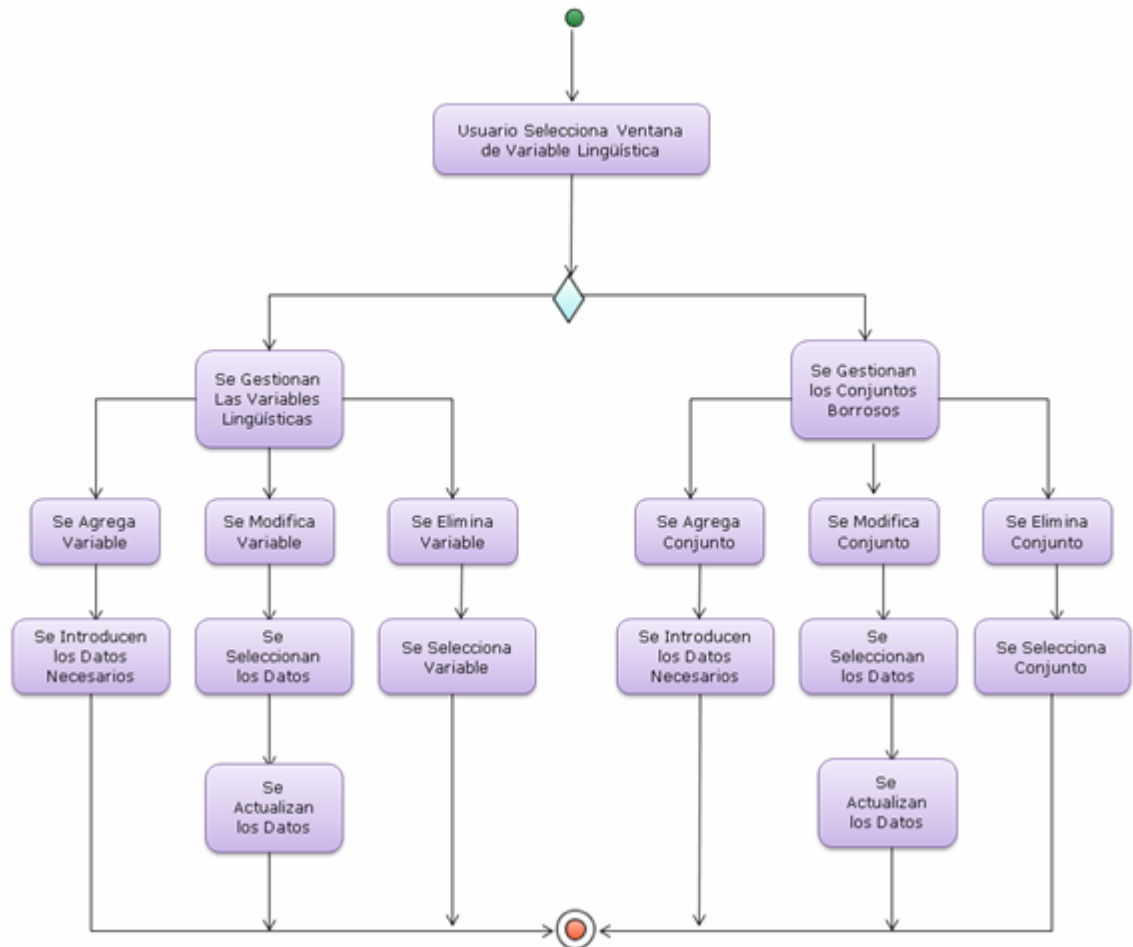 Usuario Selecciona Ventana
de Variable Lingüística
Se Gestionan
Las Variables
Lingüísticas
Se Gestionan
los Conjuntos
Borrosos
Se Agrega
Variable
Se Modifica
Variable
Se Elimina
Variable
Se Agrega
Conjunto
Se Modifica
Conjunto
Se Elimina
Conjunto
Se Introducen
los Datos
Necesarios
Se
Seleccionan
los Datos
Se Selecciona
Variable
Se Introducen
los Datos
Necesarios
Se
Seleccionan
los Datos
Se Selecciona
Conjunto
Se
Actualizan
los Datos
Se
Actualizan
los Datos